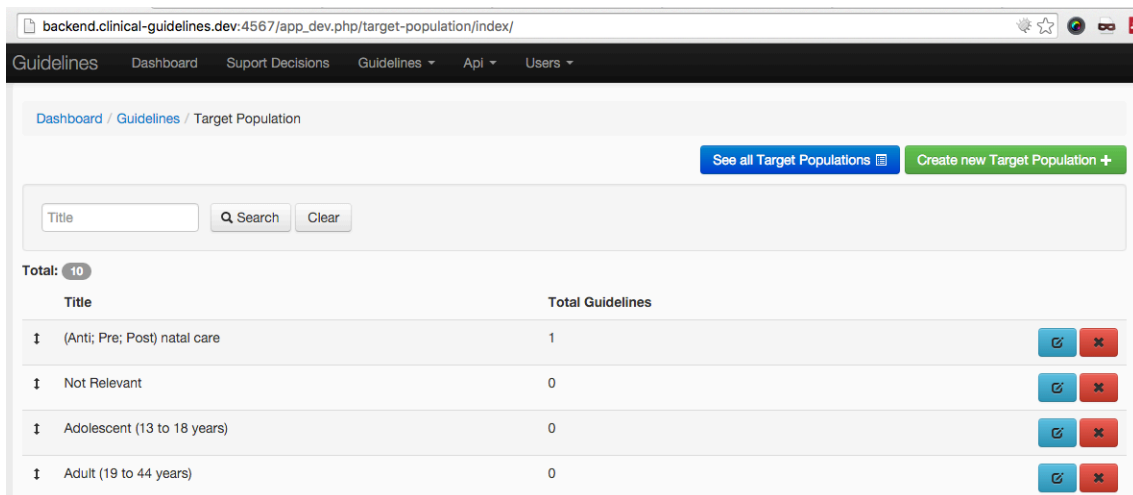 backend.clinical-guidelines.dev:4567/app_dev.php/target-population/index/
Guidelines Dashboard Suport Decisions Guidelines Api Users
Dashboard / Guidelines / Target Population
See all Target Populations Create new Target Population +
Title Search Clear
Total: 10
Title Total Guidelines
(Anti; Pre; Post) natal care 1
Not Relevant 0
Adolescent (13 to 18 years) 0
Adult (19 to 44 years) 0